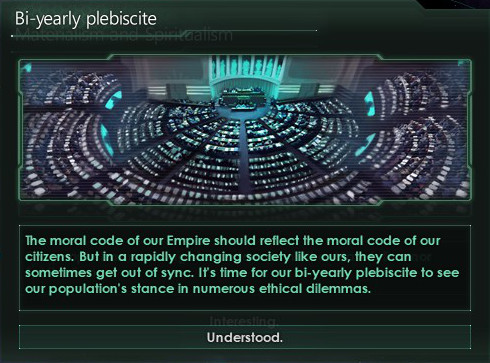 Bi-yearly plebiscite
Materialism and Spiritualism
The moral code of our Empire should reflect the moral code of our
citizens. But in a rapidly changing society like ours, they can
sometimes get out of sync. It's time for our bi-yearly plebiscite to see
our population's stance in numerous ethical dilemmas.
Interesting.
Understood.